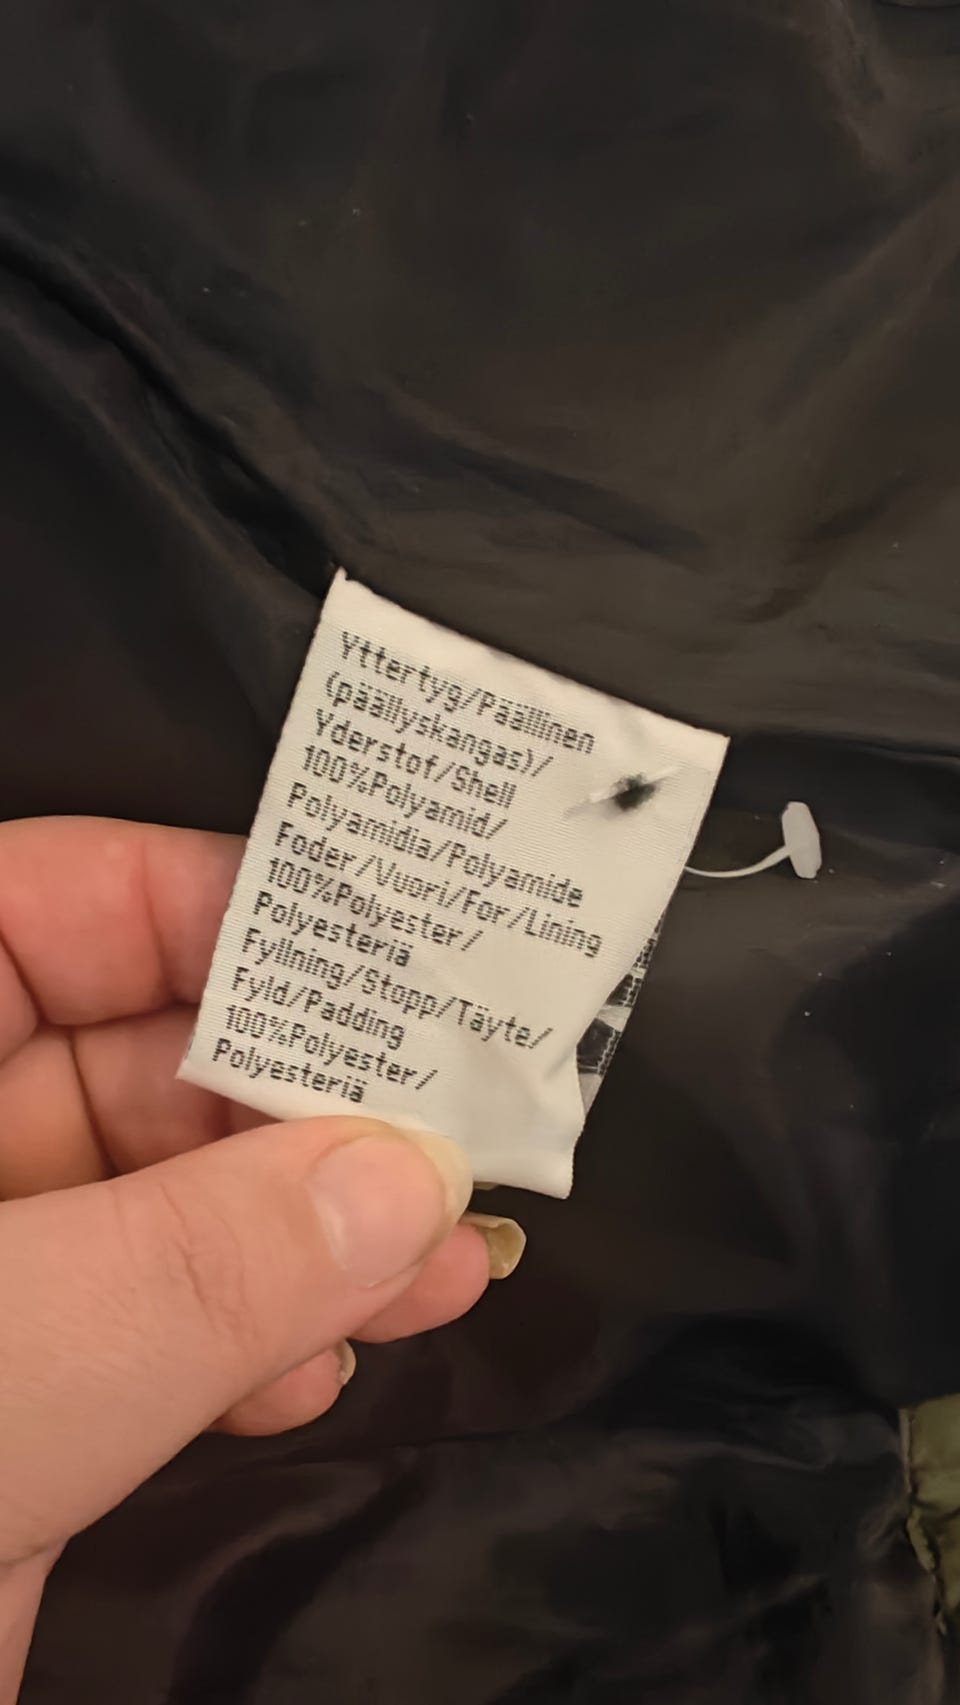 Yttertyg/Päällinen
(päällyskangas)/
Yderstof/Shell
100%Polyamid/
Polyamidia/Polyamide
Foder/Vuori/For/Lining
100%Polyester/
Polyesteriä
Fyllning/Stopp/Täyte/
Fyld/Padding
100%Polyester/
Polyesteriä